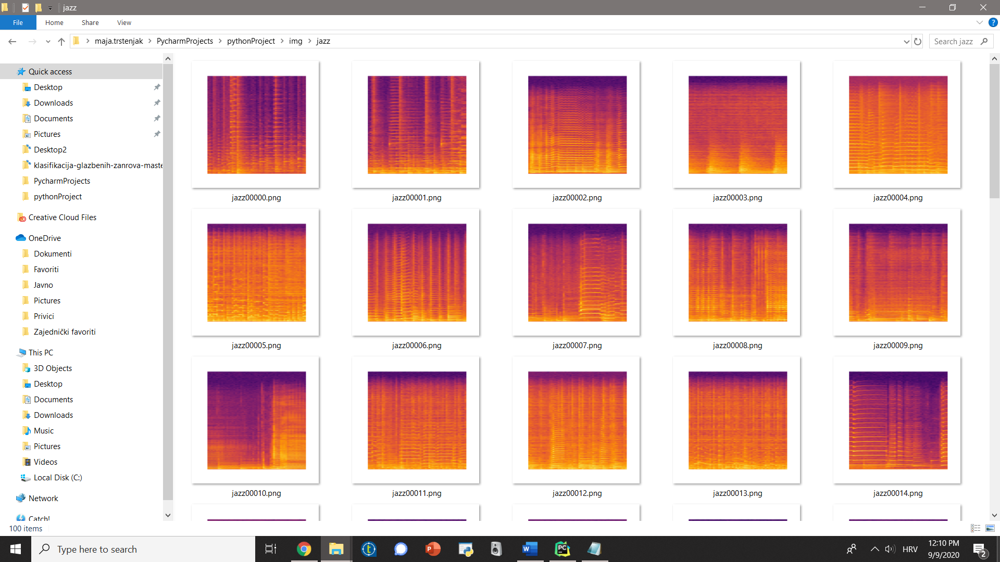 jazz
File Home Share View
maja.trstenjak PycharmProjects pythonProject img jazz
Search jazz
Quick access
Desktop
Downloads
Documents
Pictures
Desktop2
klasifikacija-glazbenih-zanrova-maste
PycharmProjects
pythonProject
Creative Cloud Files
OneDrive
Dokumenti
Favoriti
Javno
Pictures
Privici
Zajednički favoriti
This PC
3D Objects
Desktop
Documents
Downloads
Music
Pictures
Videos
Local Disk (C:)
Network
Catch!
jazz00000.png jazz00001.png jazz00002.png jazz00003.png jazz00004.png
jazz00005.png jazz00006.png jazz00007.png jazz00008.png jazz00009.png
jazz00010.png jazz00011.png jazz00012.png jazz00013.png jazz00014.png
100 items
Type here to search
HRV
12:10 PM
9/9/2020
2